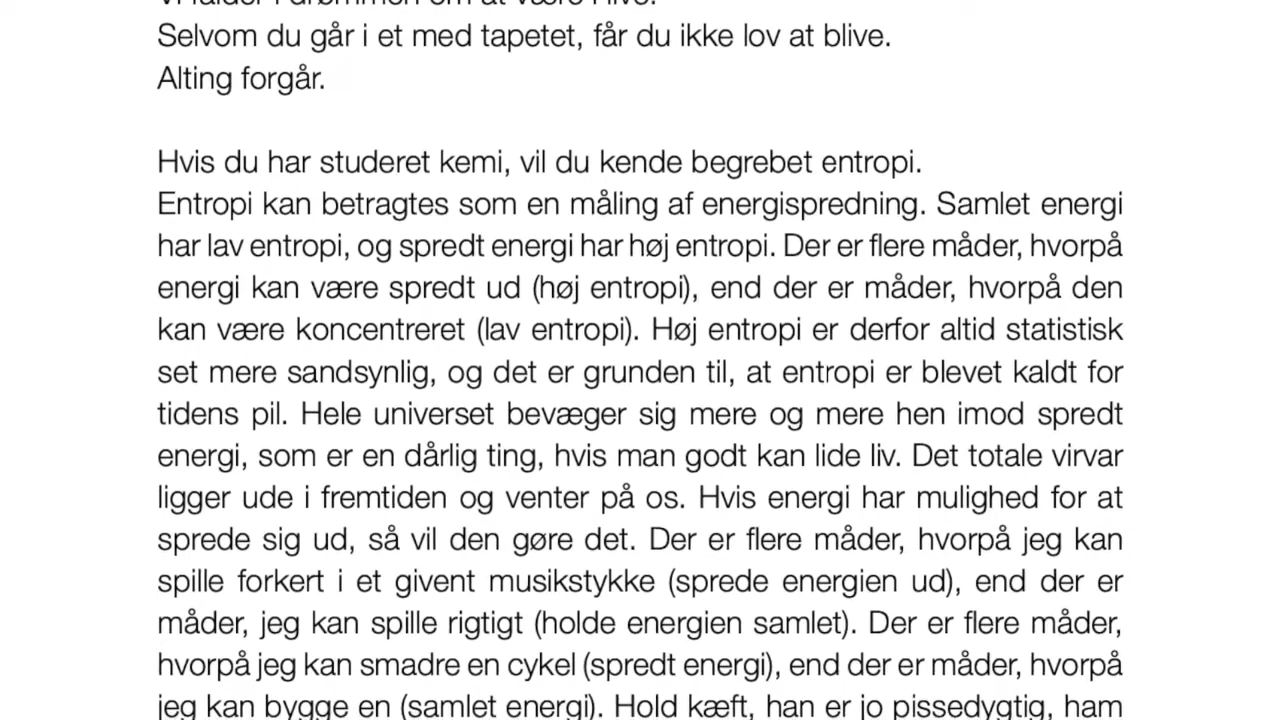 Vi falder i drømmen om at være i live.
Selvom du går i et med tapetet, får du ikke lov at blive.
Alting forgår.
Hvis du har studeret kemi, vil du kende begrebet entropi.
Entropi kan betragtes som en måling af energispredning. Samlet energi
har lav entropi, og spredt energi har høj entropi. Der er flere måder, hvorpå
energi kan være spredt ud (høj entropi), end der er måder, hvorpå den
kan være koncentreret (lav entropi). Høj entropi er derfor altid statistisk
set mere sandsynlig, og det er grunden til, at entropi er blevet kaldt for
tidens pil. Hele universet bevæger sig mere og mere hen imod spredt
energi, som er en dårlig ting, hvis man godt kan lide liv. Det totale virvar
ligger ude i fremtiden og venter på os. Hvis energi har mulighed for at
sprede sig ud, så vil den gøre det. Der er flere måder, hvorpå jeg kan
spille forkert i et givent musikstykke (sprede energien ud), end der er
måder, jeg kan spille rigtigt (holde energien samlet). Der er flere måder,
hvorpå jeg kan smadre en cykel (spredt energi), end der er måder, hvorpå
jeg kan bygge en (samlet energi). Hold kæft, han er jo pissedygtig, ham